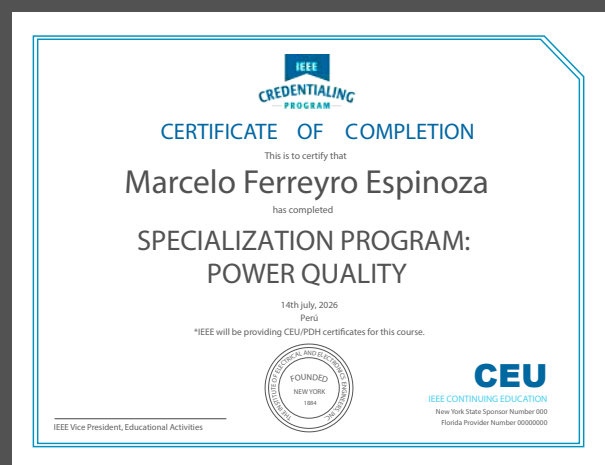 IEEE
CREDENTIALING
PROGRAM
CERTIFICATE OF COMPLETION
This is to certify that
Marcelo Ferreyro Espinoza
has completed
SPECIALIZATION PROGRAM:
POWER QUALITY
14th july, 2026
Perú
*IEEE will be providing CEU/PDH certificates for this course.
THE INSTITUTE OF ELECTRICAL AND ELECTRONICS ENGINEERS, INC.
FOUNDED
NEW YORK
1884
CEU
IEEE CONTINUING EDUCATION
New York State Sponsor Number 000
Florida Provider Number 00000000
IEEE Vice President, Educational Activities